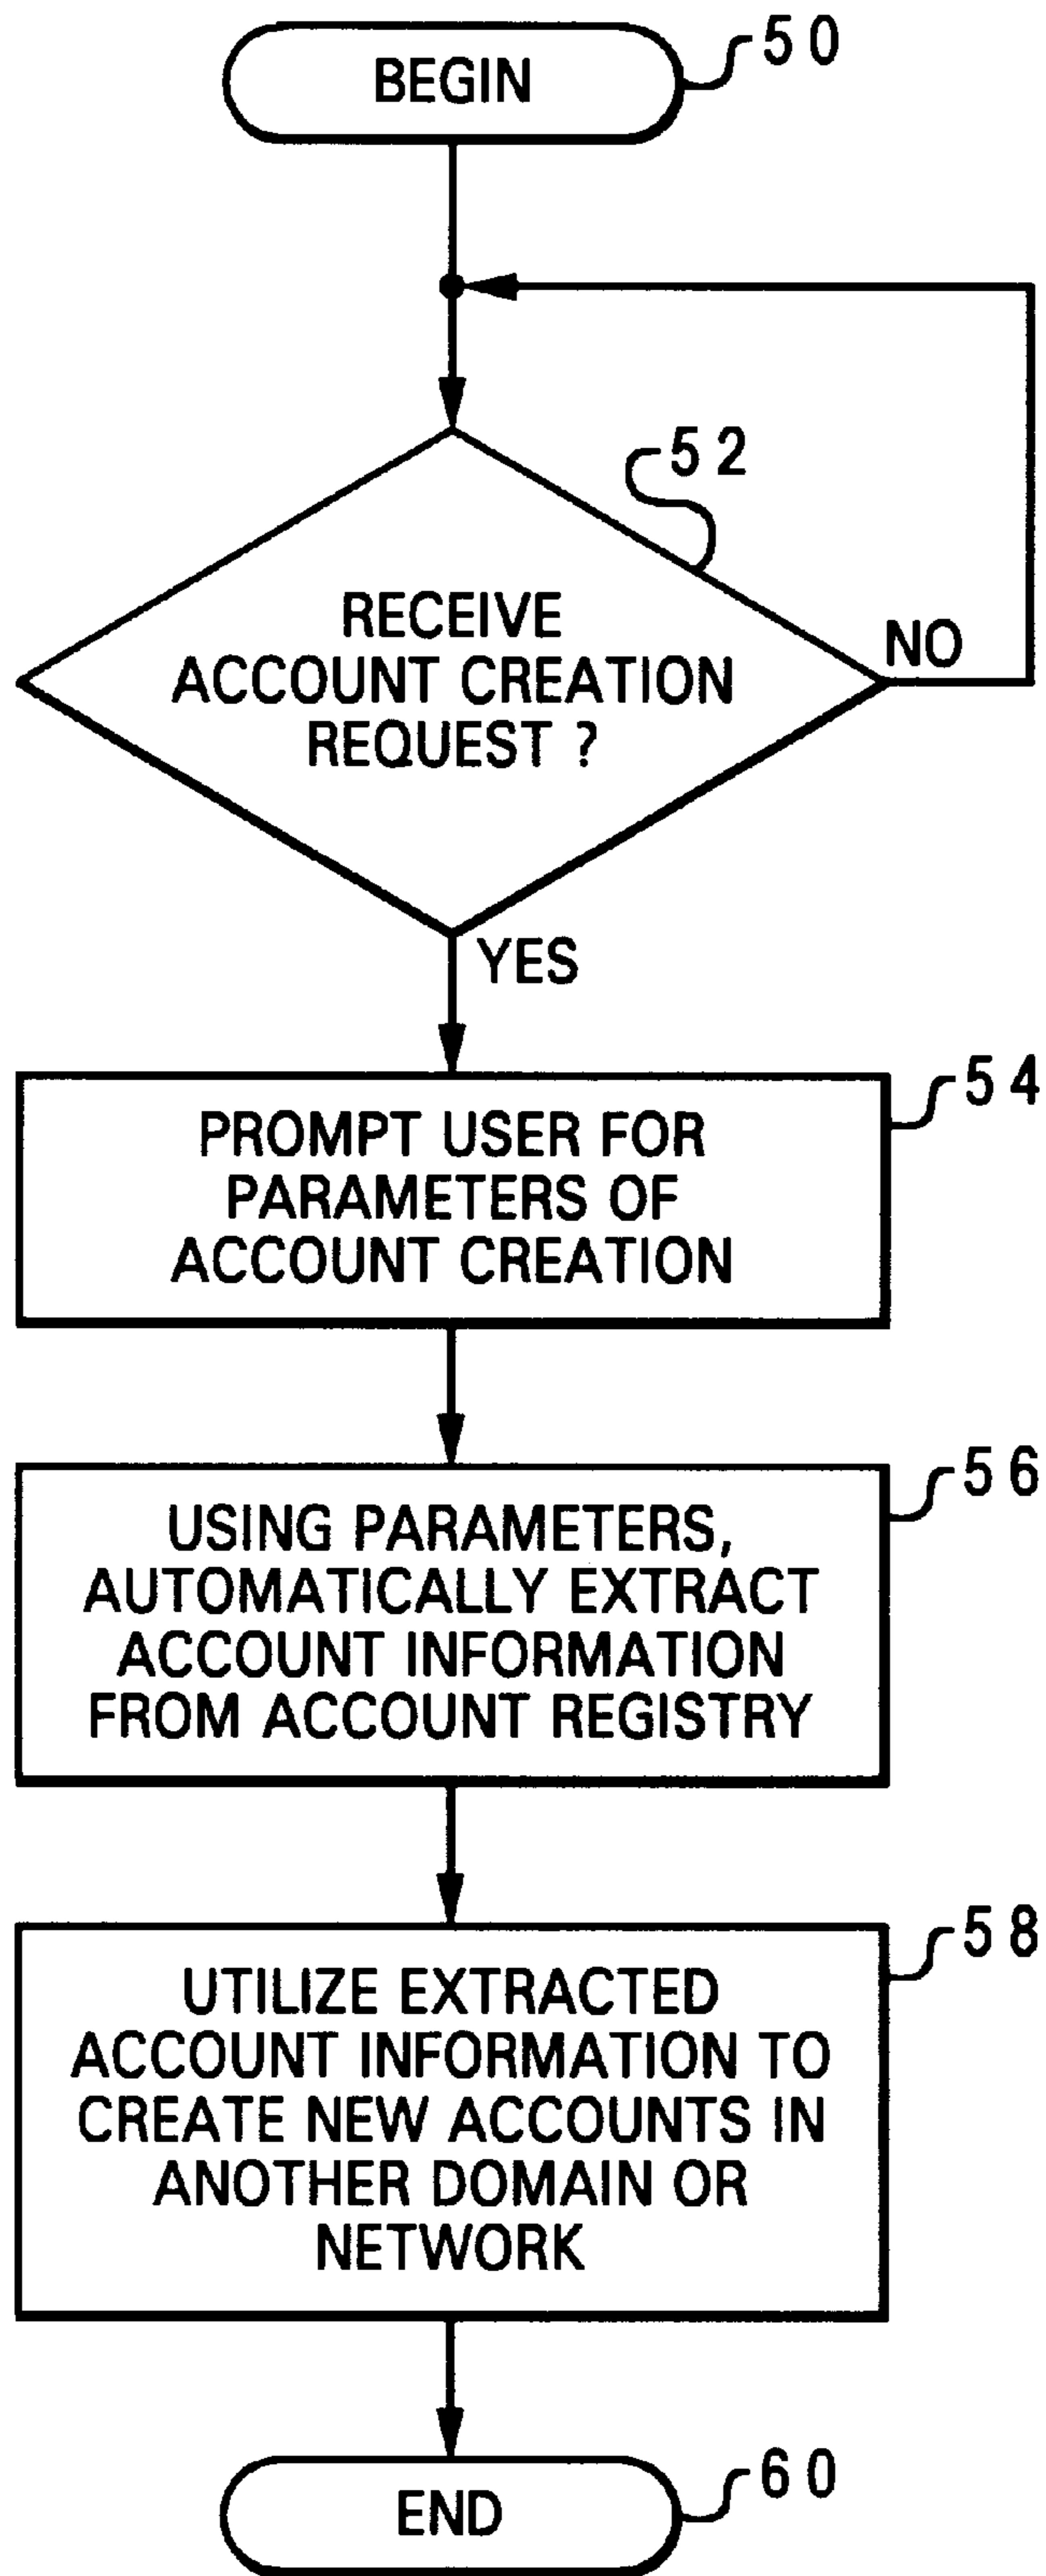 BEGIN
50
52
RECEIVE
ACCOUNT CREATION
REQUEST ?
NO
YES
54
PROMPT USER FOR
PARAMETERS OF
ACCOUNT CREATION
56
USING PARAMETERS,
AUTOMATICALLY EXTRACT
ACCOUNT INFORMATION
FROM ACCOUNT REGISTRY
58
UTILIZE EXTRACTED
ACCOUNT INFORMATION TO
CREATE NEW ACCOUNTS IN
ANOTHER DOMAIN OR
NETWORK
END
60